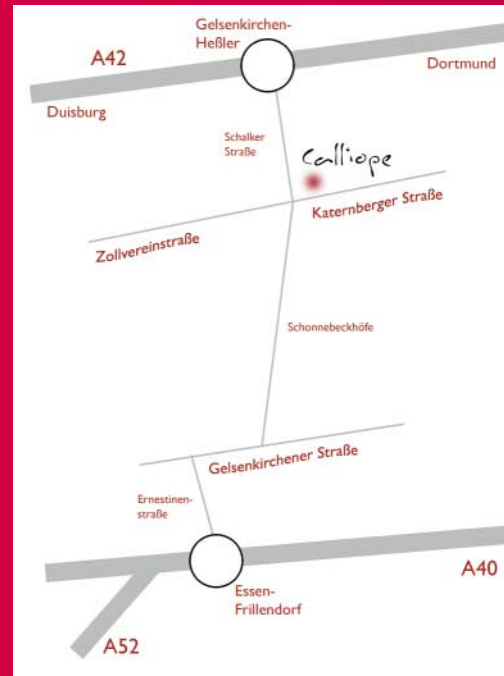 Gelsenkirchen-
Heßler
A42
Dortmund
Duisburg
Schalker
Straße
Calliope
Katernberger Straße
Zollvereinstraße
Schonnebeckhöfe
Gelsenkirchener Straße
Ernestinen-
straße
A40
Essen-
Frillendorf
A52